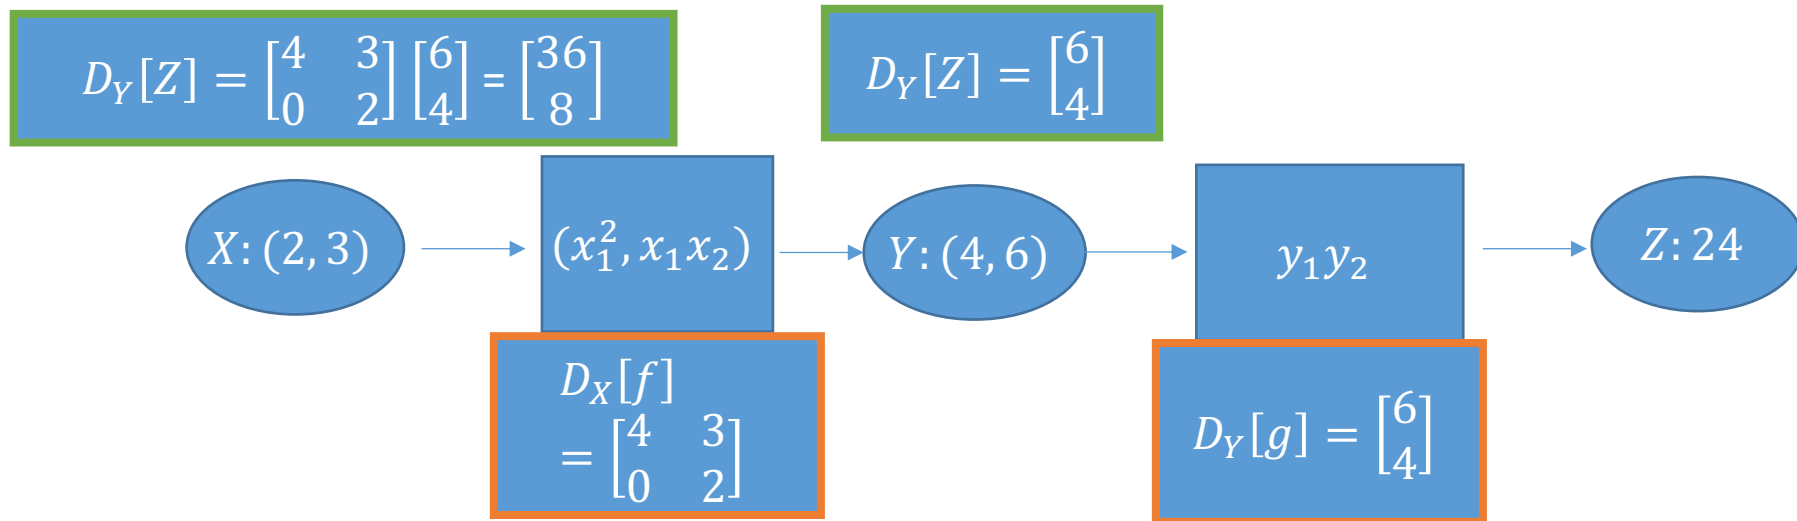 D_Y[Z] = [4 3; 0 2] [6; 4] = [36; 8]
D_Y[Z] = [6; 4]
X: (2, 3)
(x_1^2, x_1x_2)
Y: (4, 6)
y_1y_2
Z: 24
D_X[f]
= [4 3; 0 2]
D_Y[g] = [6; 4]